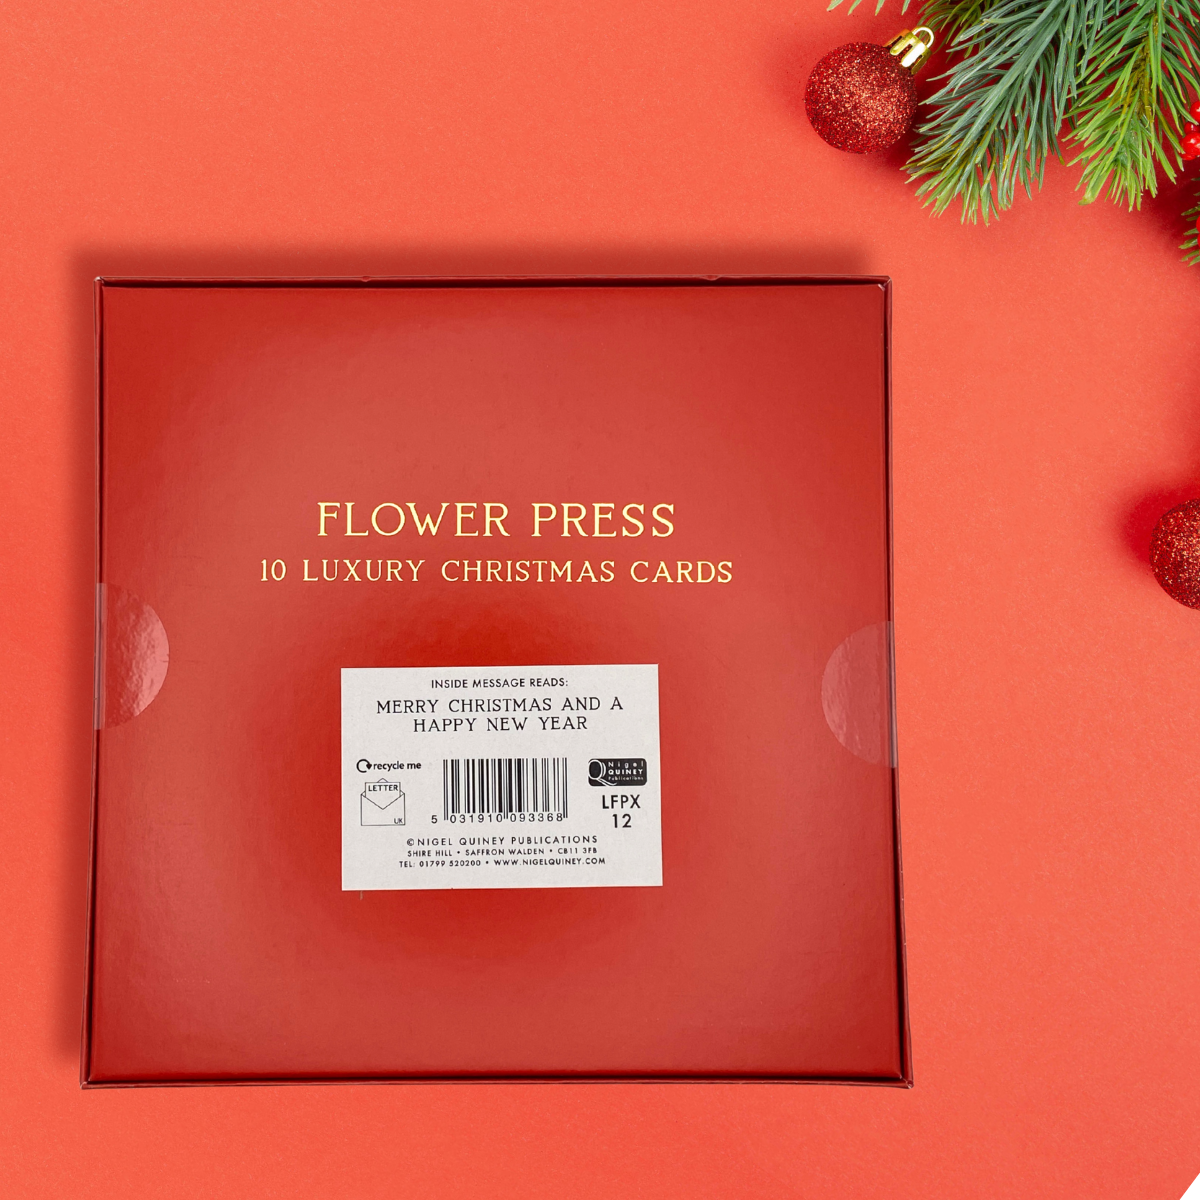 FLOWER PRESS
10 LUXURY CHRISTMAS CARDS
INSIDE MESSAGE READS:
MERRY CHRISTMAS AND A
HAPPY NEW YEAR
recycle me
LETTER
UK
5 031910 093368
Nigel
QUINEY
Publications
LFPX
12
©NIGEL QUINEY PUBLICATIONS
SHIRE HILL • SAFFRON WALDEN • CB11 3FB
TEL: 01799 520200 • WWW.NIGELQUINEY.COM